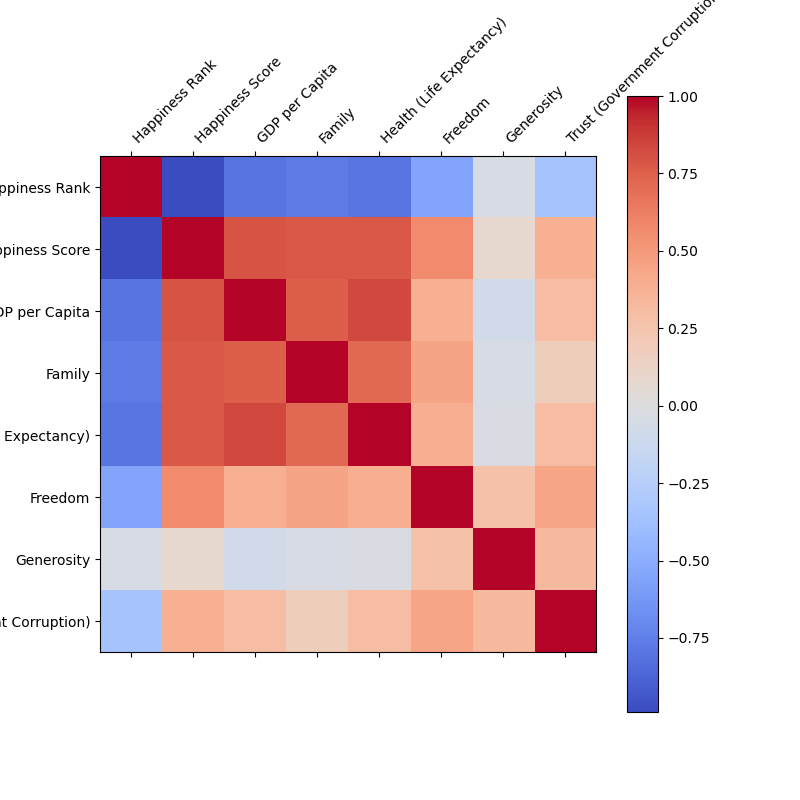 Happiness Rank
Happiness Score
GDP per Capita
Family
Health (Life Expectancy)
Freedom
Generosity
Trust (Government Corruption
ppiness Rank
ppiness Score
DP per Capita
Family
Expectancy)
Freedom
Generosity
t Corruption)
1.00
0.75
0.50
0.25
0.00
−0.25
−0.50
−0.75